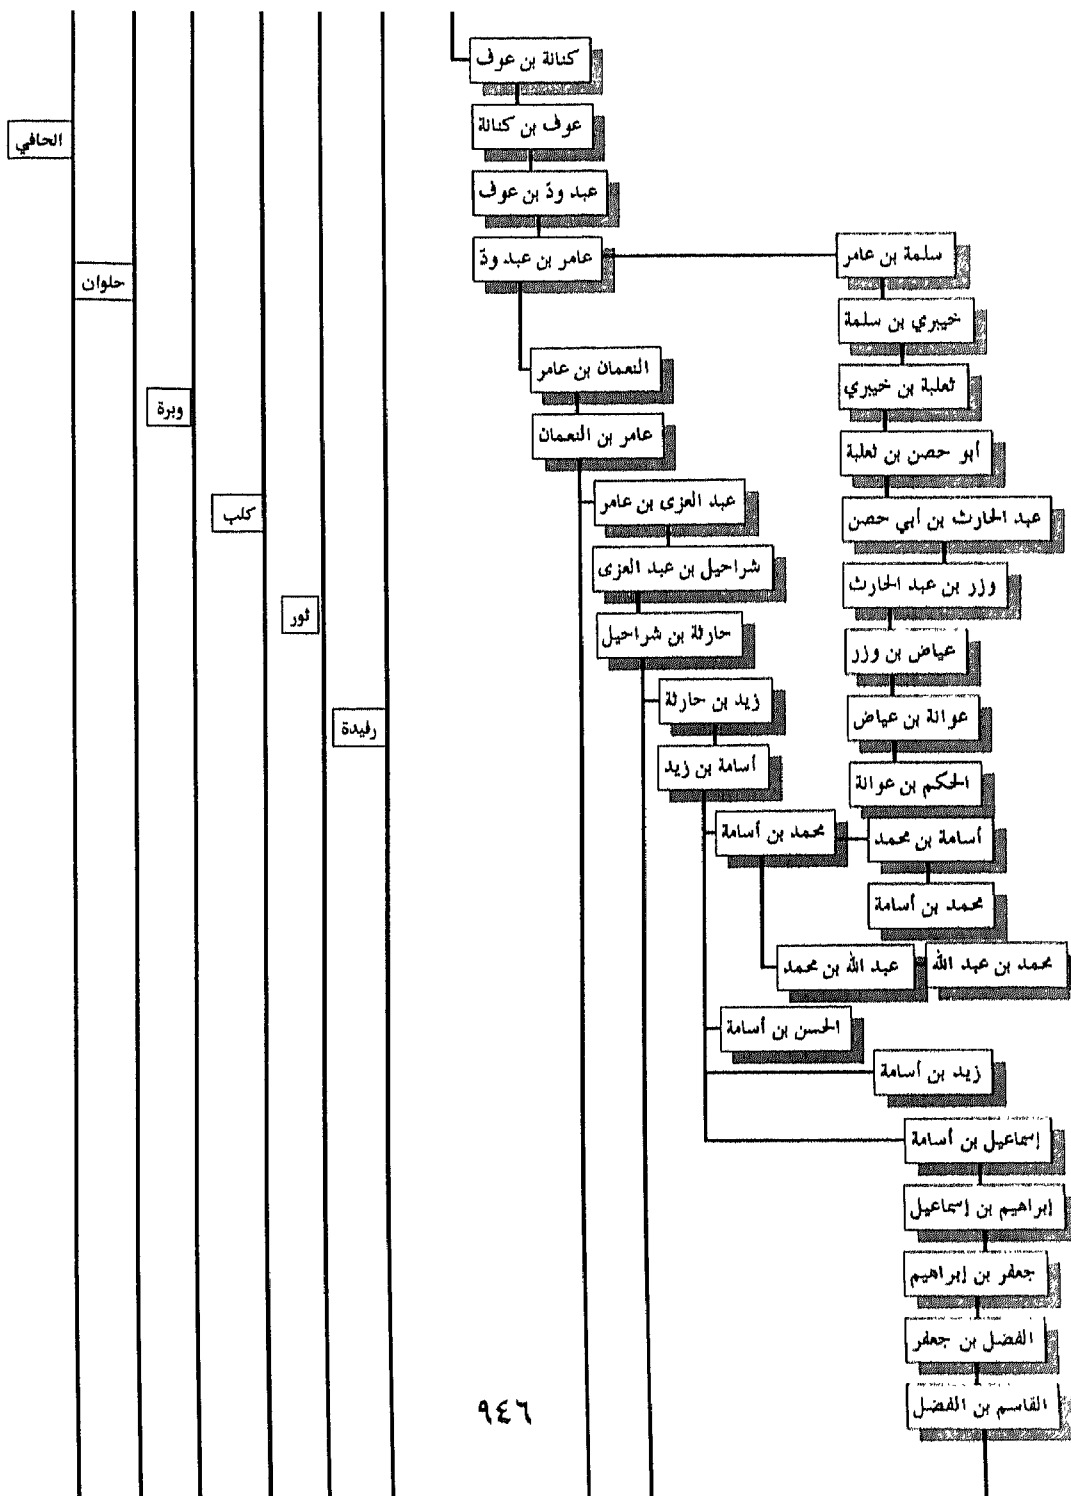 كنانة بن عوف
عوف بن كنانة
الحافي
عبد ودّ بن عوف
سلمة بن عامر
عامر بن عبد ودّ
حلوان
خيبري بن سلمة
النعمان بن عامر
ثعلبة بن خيبري
وبرة
عامر بن النعمان
أبو حصن بن ثعلبة
عبد العزى بن عامر
عبد الحارث بن أبي حصن
كلب
شراحيل بن عبد العزى
وزر بن عبد الحارث
ثور
حارثة بن شراحيل
عياض بن وزر
زيد بن حارثة
عوانة بن عياض
رفيدة
أسامة بن زيد
الحكم بن عوانة
محمد بن أسامة
أسامة بن محمد
محمد بن أسامة
محمد بن عبد الله
عبد الله بن محمد
الحسن بن أسامة
زيد بن أسامة
إسماعيل بن أسامة
إبراهيم بن إسماعيل
جعفر بن إبراهيم
الفضل بن جعفر
القاسم بن الفضل
٩٤٦